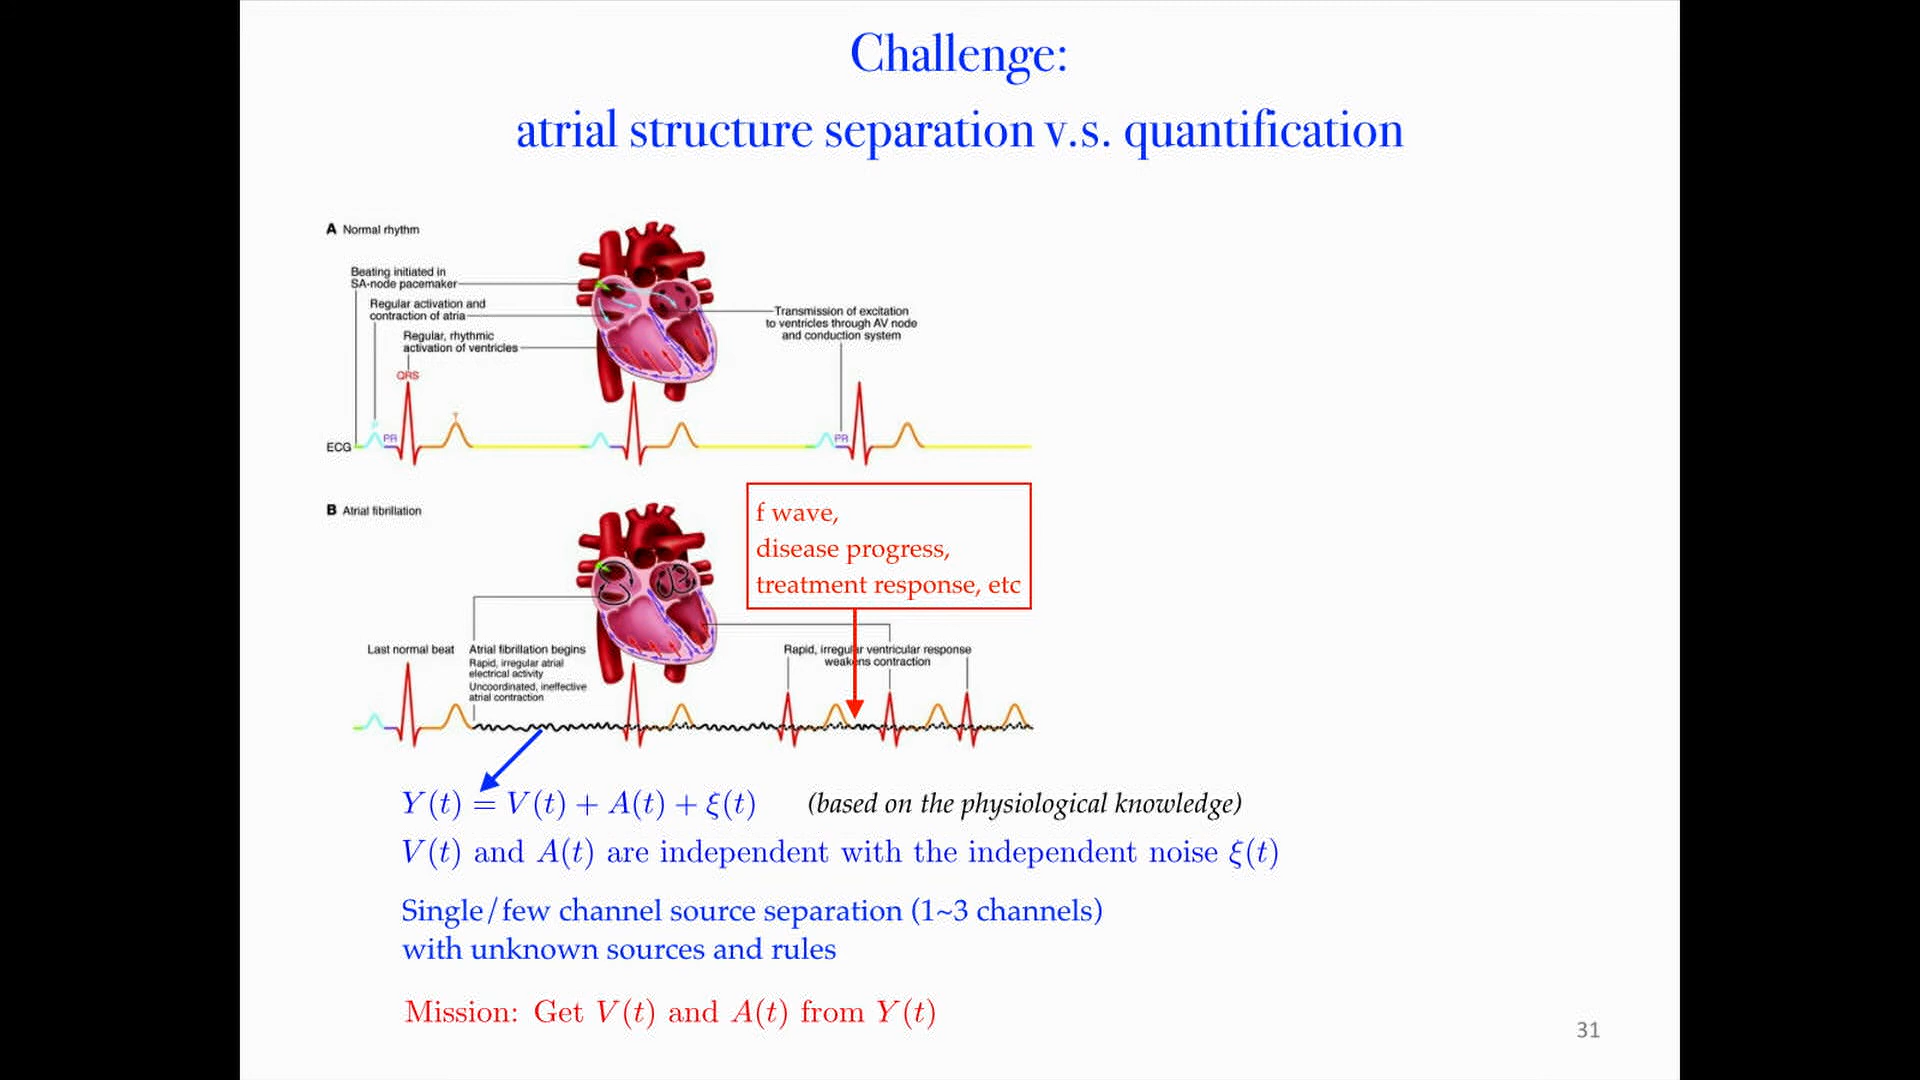 Challenge:
atrial structure separation v.s. quantification
A Normal rhythm
Beating initiated in
SA-node pacemaker
Regular activation and
contraction of atria
Regular, rhythmic
activation of ventricles
QRS
Transmission of excitation
to ventricles through AV node
and conduction system
P
PR
T
PR
ECG
B Atrial fibrillation
f wave,
disease progress,
treatment response, etc
Last normal beat
Atrial fibrillation begins
Rapid, irregular atrial
electrical activity
Uncoordinated, ineffective
atrial contraction
Rapid, irregular ventricular response
weakens contraction
Y(t) = V(t) + A(t) + ξ(t) (based on the physiological knowledge)
V(t) and A(t) are independent with the independent noise ξ(t)
Single/few channel source separation (1~3 channels)
with unknown sources and rules
Mission: Get V(t) and A(t) from Y(t)
31